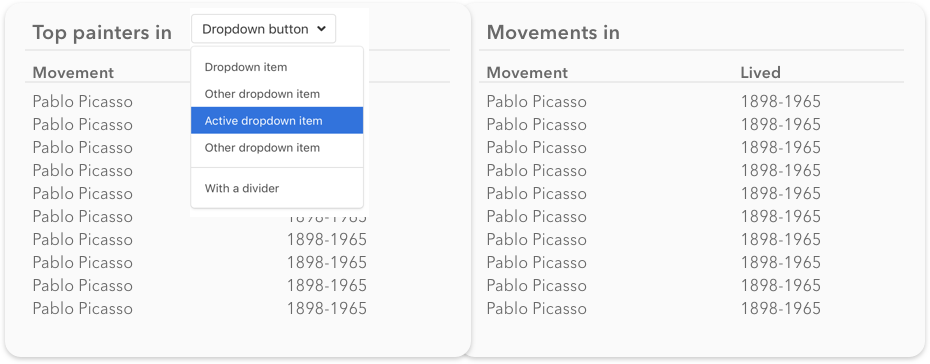 Top painters in
Dropdown button
Movement
Dropdown item
Other dropdown item
Active dropdown item
Other dropdown item
With a divider
Pablo Picasso
Pablo Picasso
Pablo Picasso
Pablo Picasso
Pablo Picasso
Pablo Picasso 1898-1965
Pablo Picasso 1898-1965
Pablo Picasso 1898-1965
Pablo Picasso 1898-1965
Pablo Picasso 1898-1965
Movements in
Movement Lived
Pablo Picasso 1898-1965
Pablo Picasso 1898-1965
Pablo Picasso 1898-1965
Pablo Picasso 1898-1965
Pablo Picasso 1898-1965
Pablo Picasso 1898-1965
Pablo Picasso 1898-1965
Pablo Picasso 1898-1965
Pablo Picasso 1898-1965
Pablo Picasso 1898-1965